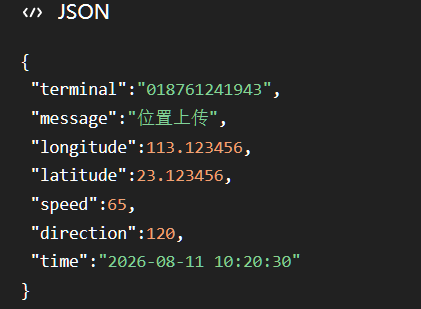 </> JSON
{
"terminal":"018761241943",
"message":"位置上传",
"longitude":113.123456,
"latitude":23.123456,
"speed":65,
"direction":120,
"time":"2026-08-11 10:20:30"
}